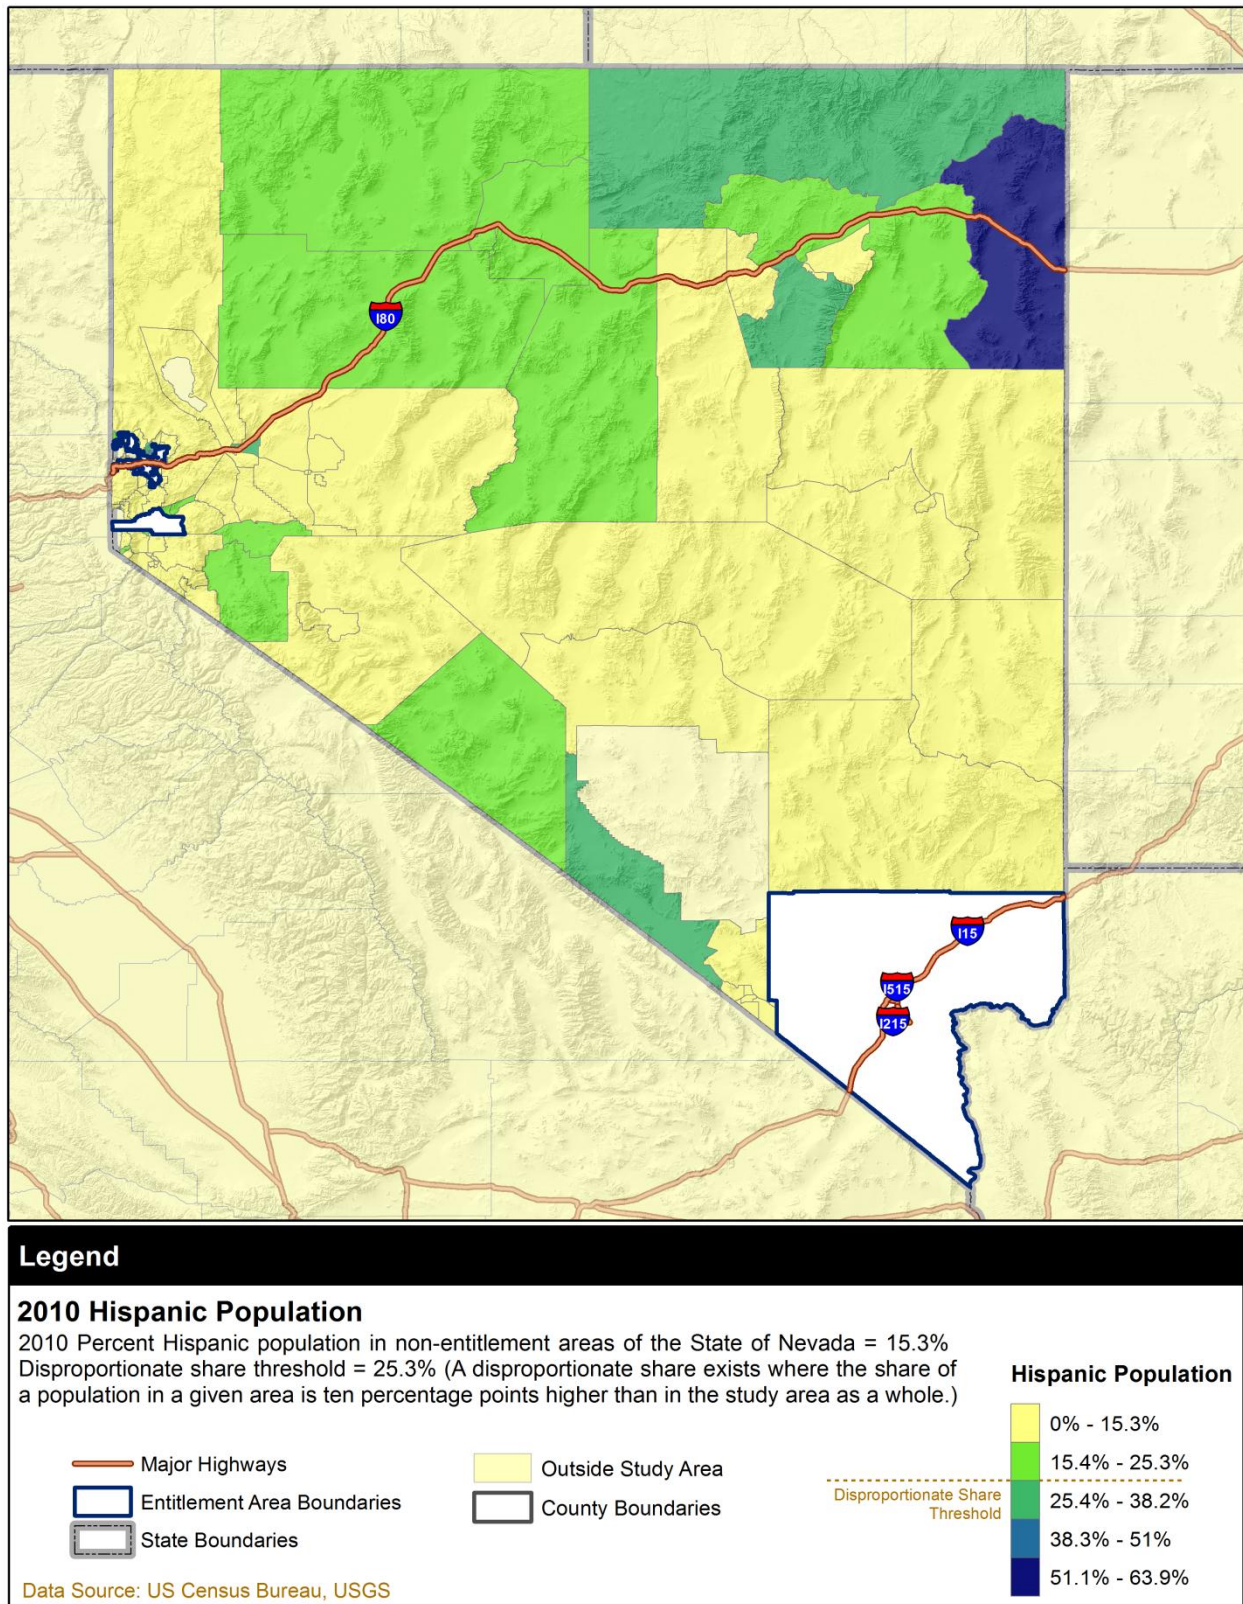 I80
I15
I515
I215
Legend
2010 Hispanic Population
2010 Percent Hispanic population in non-entitlement areas of the State of Nevada = 15.3%
Disproportionate share threshold = 25.3% (A disproportionate share exists where the share of
a population in a given area is ten percentage points higher than in the study area as a whole.)
Major Highways
Entitlement Area Boundaries
State Boundaries
Outside Study Area
County Boundaries
Hispanic Population
0% - 15.3%
15.4% - 25.3%
Disproportionate Share
Threshold
25.4% - 38.2%
38.3% - 51%
51.1% - 63.9%
Data Source: US Census Bureau, USGS